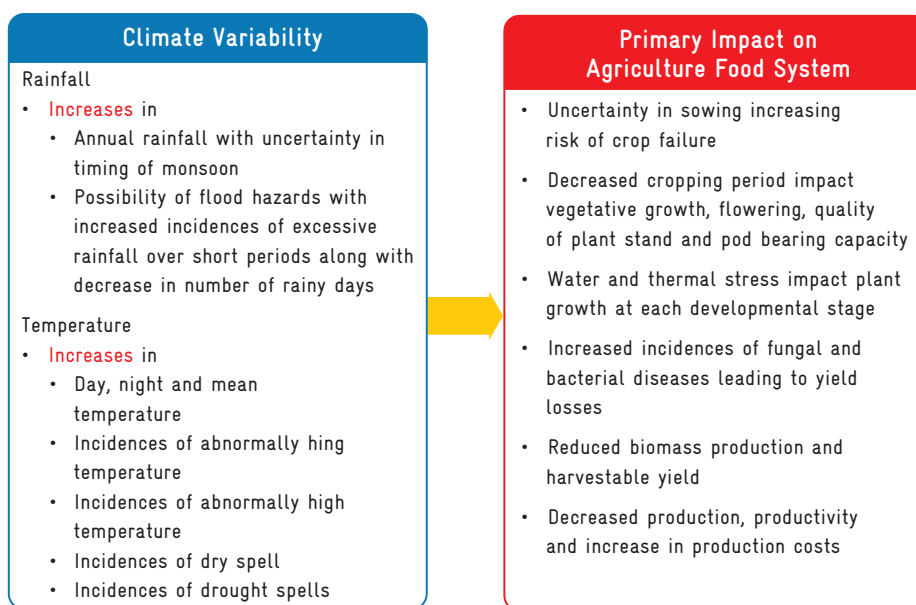 Climate Variability
Rainfall
• Increases in
• Annual rainfall with uncertainty in
timing of monsoon
• Possibility of flood hazards with
increased incidences of excessive
rainfall over short periods along with
decrease in number of rainy days
Temperature
• Increases in
• Day, night and mean
temperature
• Incidences of abnormally hing
temperature
• Incidences of abnormally high
temperature
• Incidences of dry spell
• Incidences of drought spells
Primary Impact on
Agriculture Food System
• Uncertainty in sowing increasing
risk of crop failure
• Decreased cropping period impact
vegetative growth, flowering, quality
of plant stand and pod bearing capacity
• Water and thermal stress impact plant
growth at each developmental stage
• Increased incidences of fungal and
bacterial diseases leading to yield
losses
• Reduced biomass production and
harvestable yield
• Decreased production, productivity
and increase in production costs